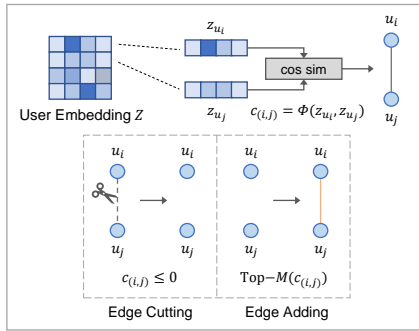 z_{u_i}
u_i
cos sim
User Embedding Z
z_{u_j}
c_{(i,j)} = Φ(z_{u_i}, z_{u_j})
u_j
u_i u_i u_i u_i
u_j u_j u_j u_j
c_{(i,j)} ≤ 0
Top−M(c_{(i,j)})
Edge Cutting
Edge Adding